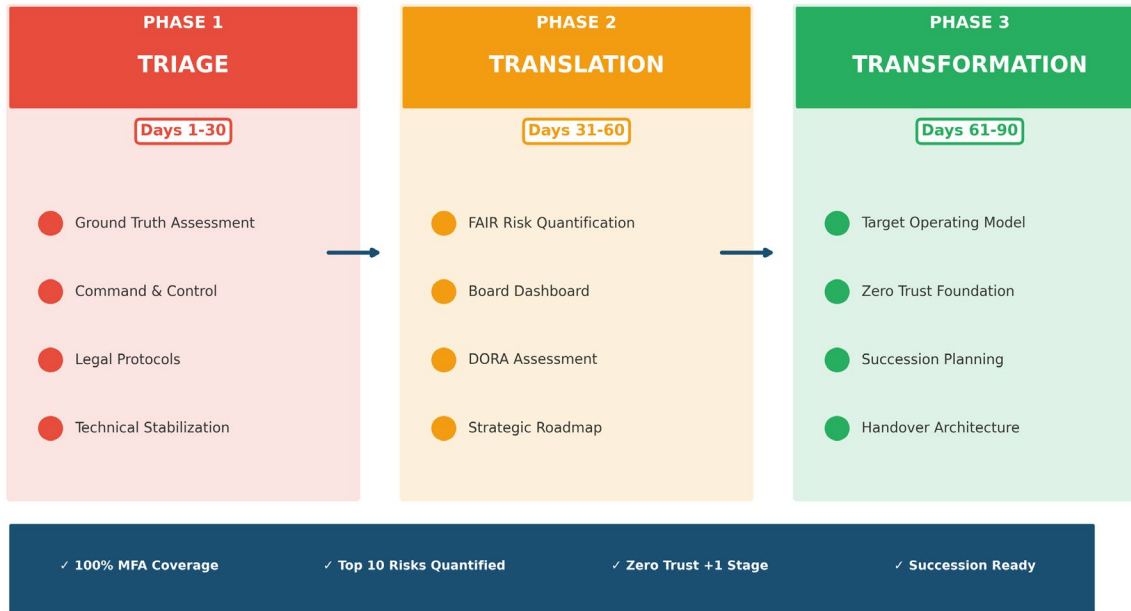 PHASE 1
TRIAGE
Days 1-30
Ground Truth Assessment
Command & Control
Legal Protocols
Technical Stabilization
PHASE 2
TRANSLATION
Days 31-60
FAIR Risk Quantification
Board Dashboard
DORA Assessment
Strategic Roadmap
PHASE 3
TRANSFORMATION
Days 61-90
Target Operating Model
Zero Trust Foundation
Succession Planning
Handover Architecture
✓ 100% MFA Coverage
✓ Top 10 Risks Quantified
✓ Zero Trust +1 Stage
✓ Succession Ready